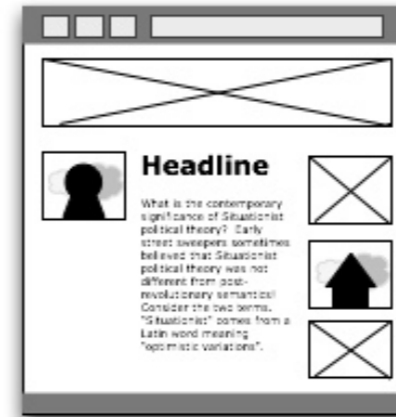 Headline
What is the contemporary
significance of Situationist
political theory? Early
street sweepers sometimes
believed that Situationist
political theory was not
different from post-
revolutionary semantics!
Consider the two terms.
"Situationist" comes from a
Latin word meaning
"optimistic variations".